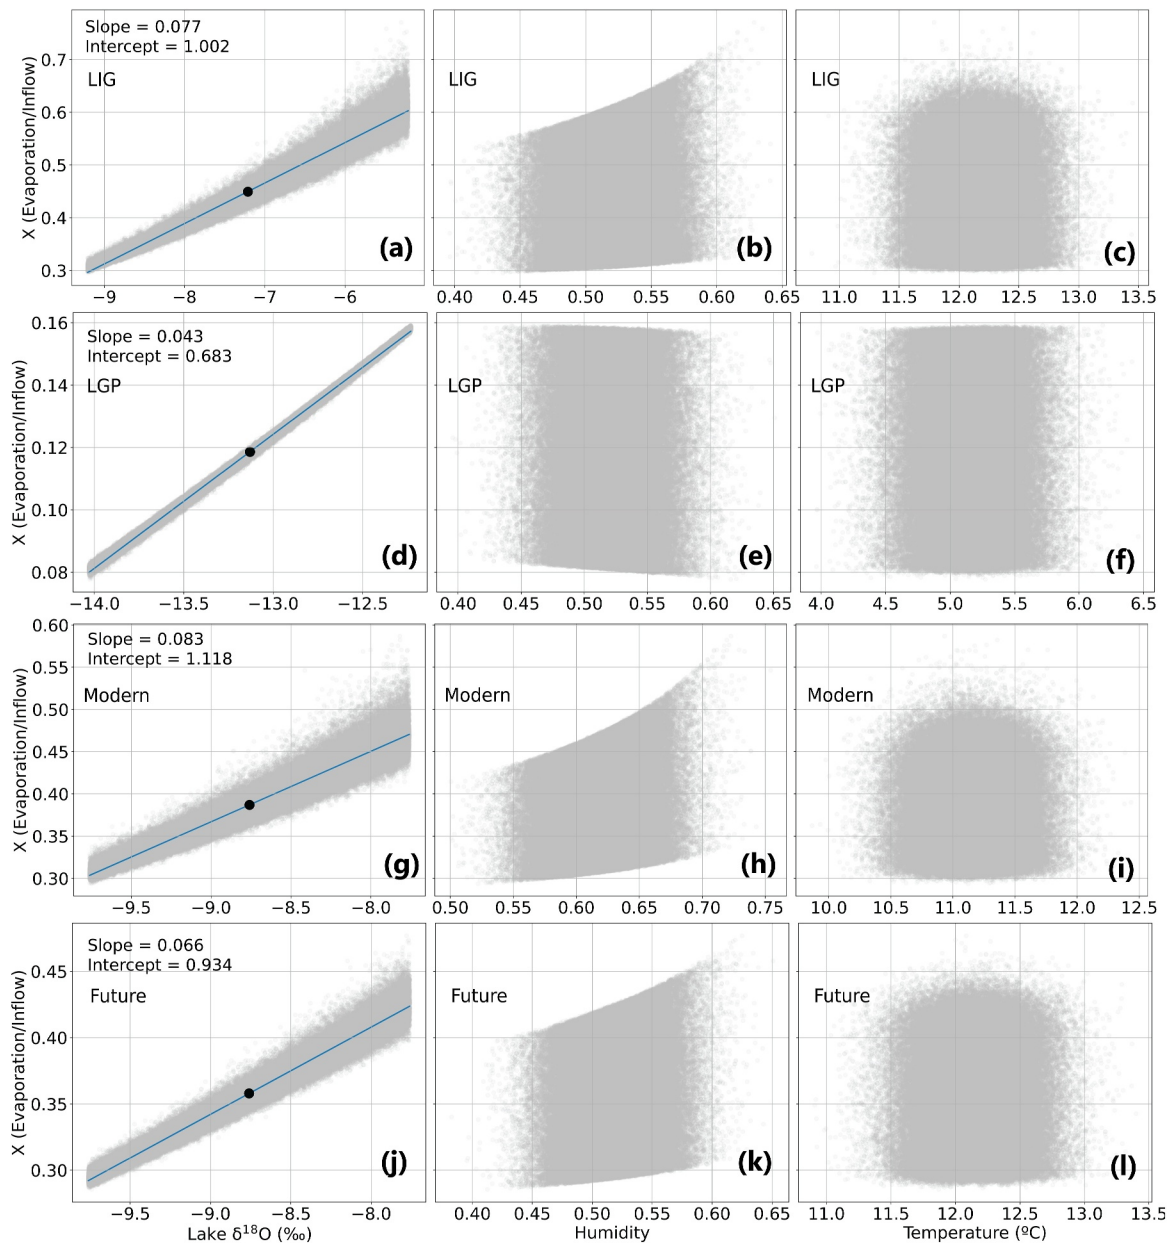 Slope = 0.077
Intercept = 1.002
LIG
LIG
LIG
X (Evaporation/Inflow)
0.7
0.6
0.5
0.4
0.3
(a)
(b)
(c)
−9 −8 −7 −6
0.40 0.45 0.50 0.55 0.60 0.65
11.0 11.5 12.0 12.5 13.0 13.5
Slope = 0.043
Intercept = 0.683
LGP
LGP
LGP
X (Evaporation/Inflow)
0.16
0.14
0.12
0.10
0.08
(d)
(e)
(f)
−14.0 −13.5 −13.0 −12.5
0.40 0.45 0.50 0.55 0.60 0.65
4.0 4.5 5.0 5.5 6.0 6.5
Slope = 0.083
Intercept = 1.118
Modern
Modern
Modern
X (Evaporation/Inflow)
0.60
0.55
0.50
0.45
0.40
0.35
0.30
(g)
(h)
(i)
−9.5 −9.0 −8.5 −8.0
0.50 0.55 0.60 0.65 0.70 0.75
10.0 10.5 11.0 11.5 12.0 12.5
Slope = 0.066
Intercept = 0.934
Future
Future
Future
X (Evaporation/Inflow)
0.45
0.40
0.35
0.30
(j)
(k)
(l)
−9.5 −9.0 −8.5 −8.0
0.40 0.45 0.50 0.55 0.60 0.65
11.0 11.5 12.0 12.5 13.0 13.5
Lake δ¹⁸O (‰)
Humidity
Temperature (ºC)